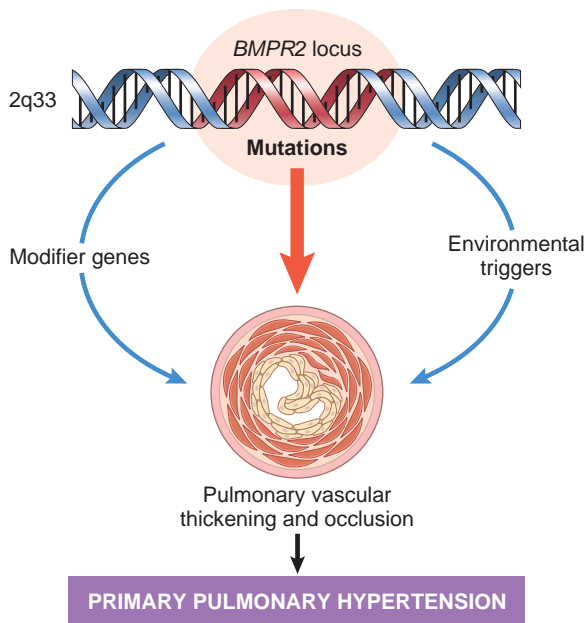 BMPR2 locus
2q33
Mutations
Modifier genes
Environmental
triggers
Pulmonary vascular
thickening and occlusion
PRIMARY PULMONARY HYPERTENSION